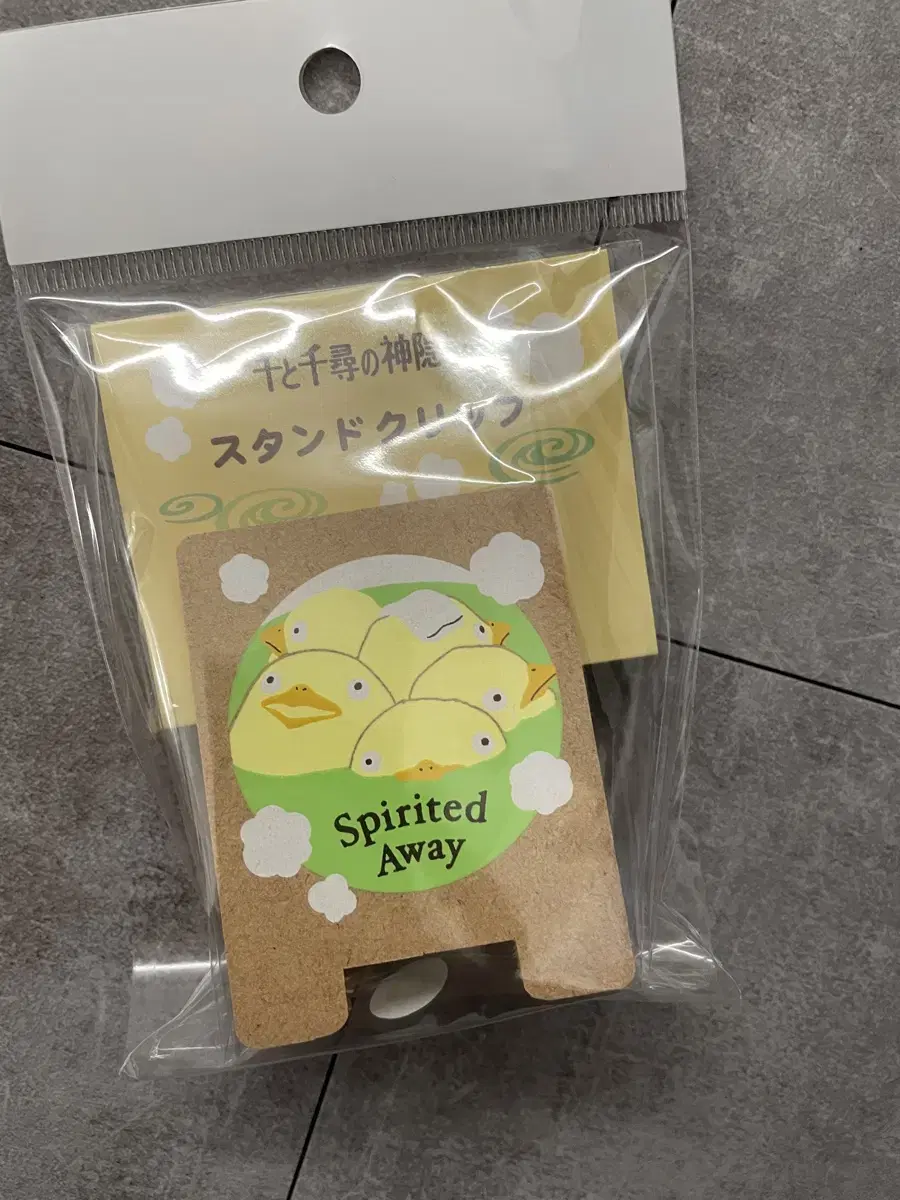 千と千尋の神隠
スタンドクリップ
Spirited
Away